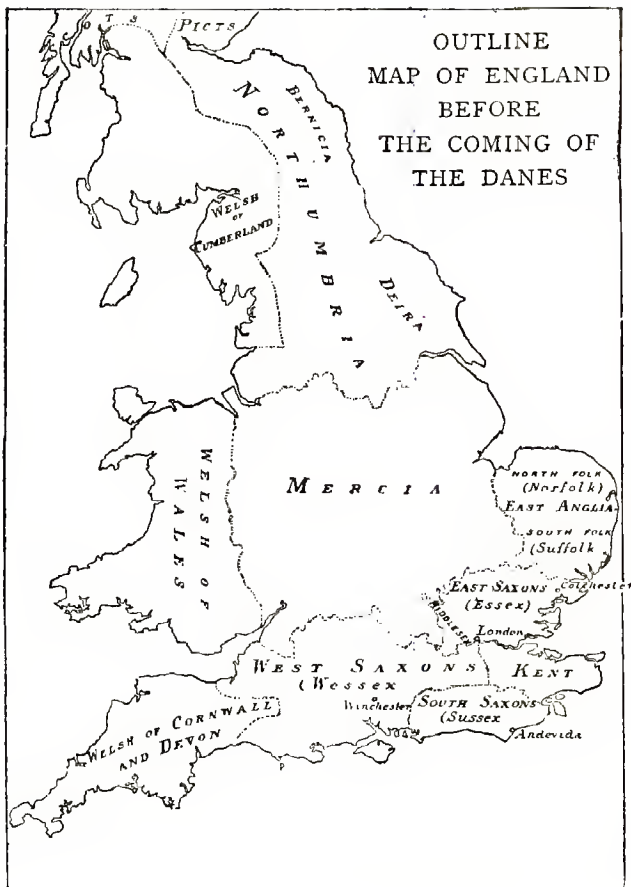 OUTLINE
MAP OF ENGLAND
BEFORE
THE COMING OF
THE DANES
OTS
PICTS
NORTHUMBRIA
BERNICIA
DEIRA
WELSH
OF
CUMBERLAND
MERCIA
WELSH OF
WALES
NORTH FOLK
(Norfolk)
EAST ANGLIA
SOUTH FOLK
(Suffolk
EAST SAXONS
(Essex)
Colchester
MIDDLESEX
London
WEST SAXONS
(Wessex
KENT
Winchester
SOUTH SAXONS
(Sussex
Andevida
WELSH OF CORNWALL
AND DEVON
P